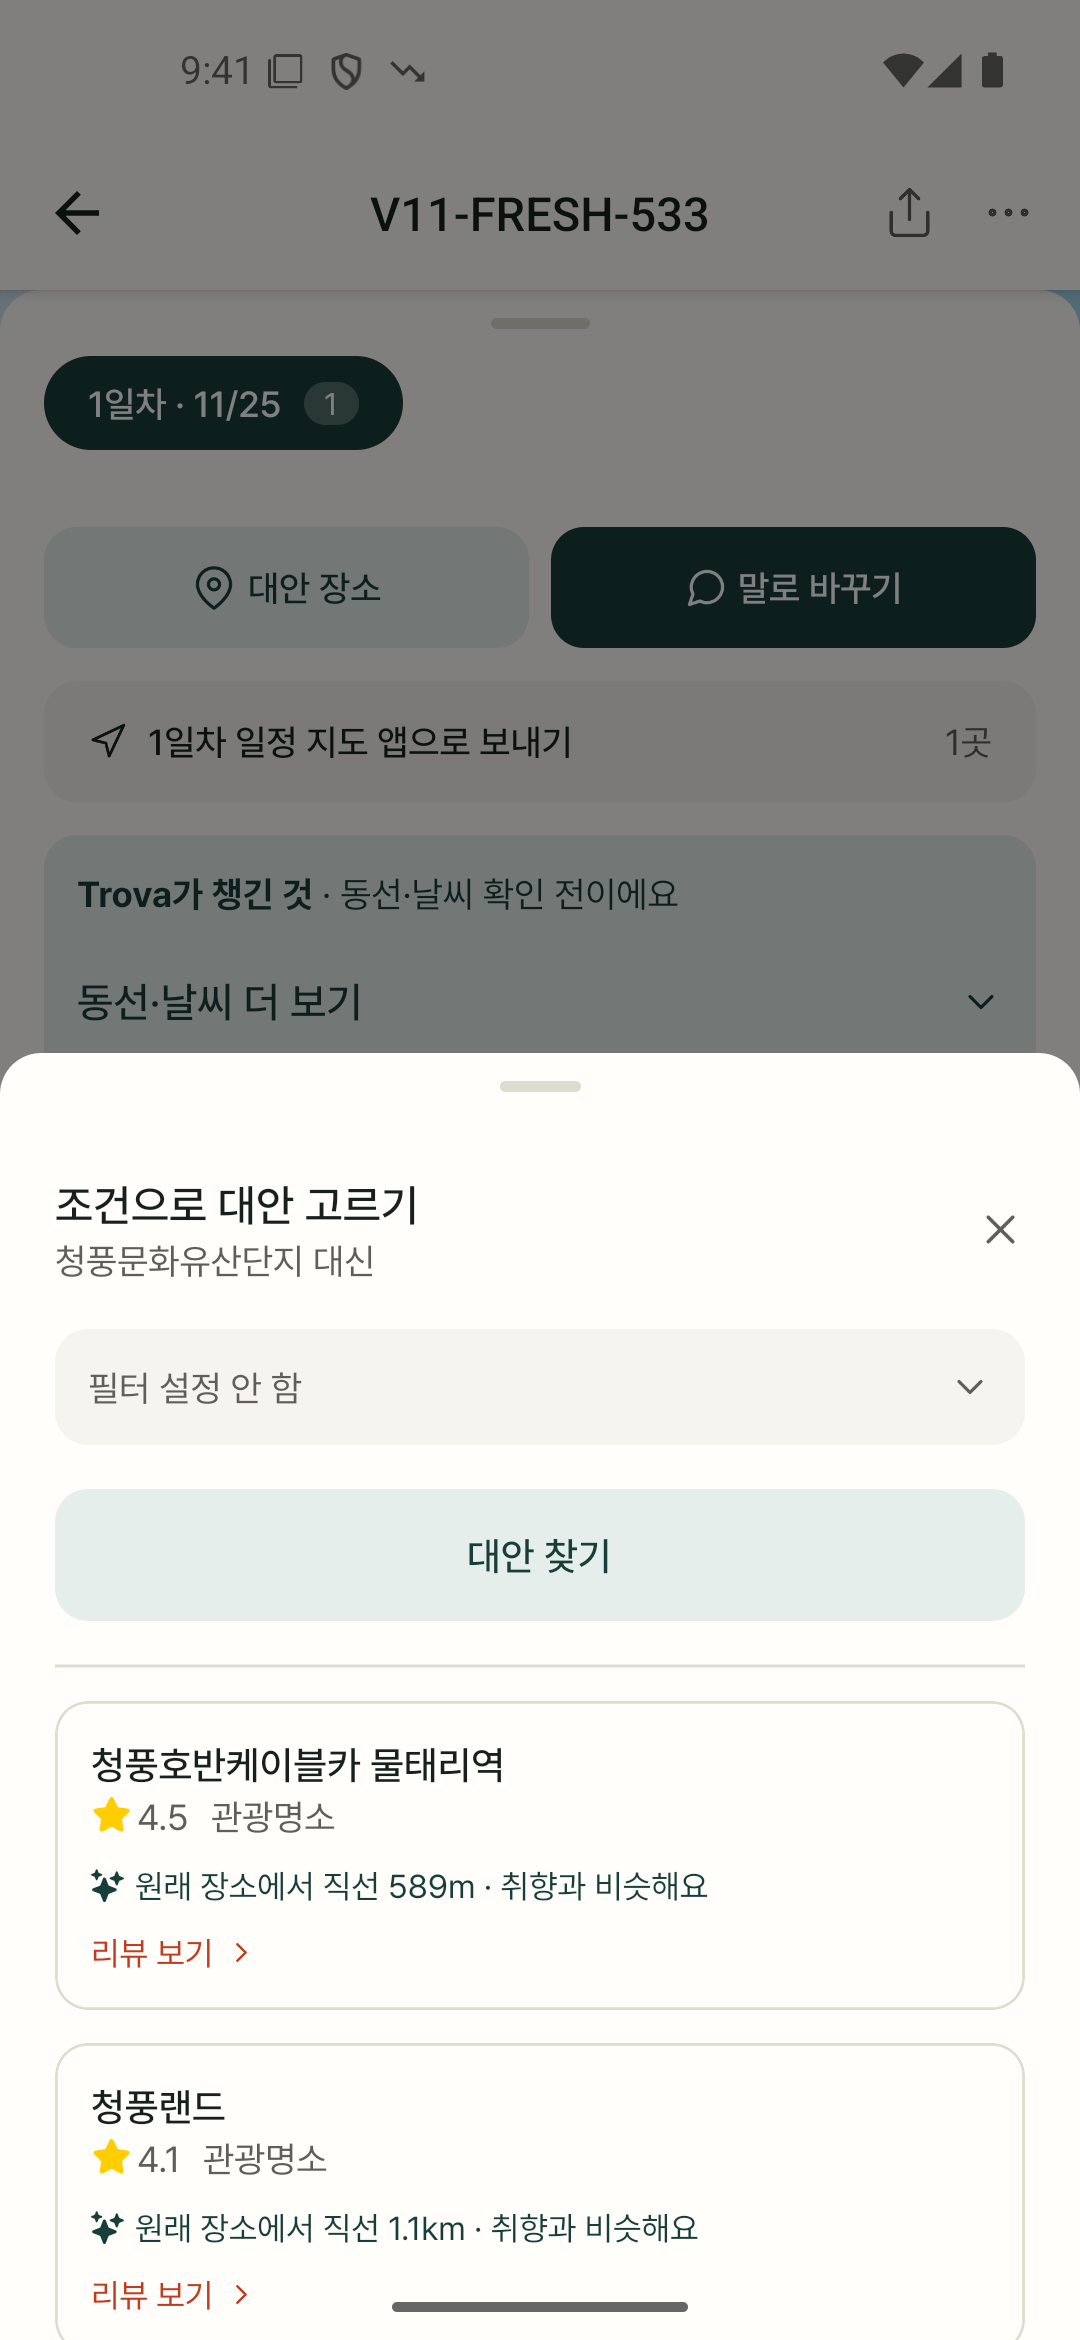 9:41
V11-FRESH-533
1일차 · 11/25 1
대안 장소
말로 바꾸기
1일차 일정 지도 앱으로 보내기 1곳
Trova가 챙긴 것 · 동선·날씨 확인 전이에요
동선·날씨 더 보기
조건으로 대안 고르기
청풍문화유산단지 대신
필터 설정 안 함
대안 찾기
청풍호반케이블카 물태리역
4.5 관광명소
원래 장소에서 직선 589m · 취향과 비슷해요
리뷰 보기
청풍랜드
4.1 관광명소
원래 장소에서 직선 1.1km · 취향과 비슷해요
리뷰 보기